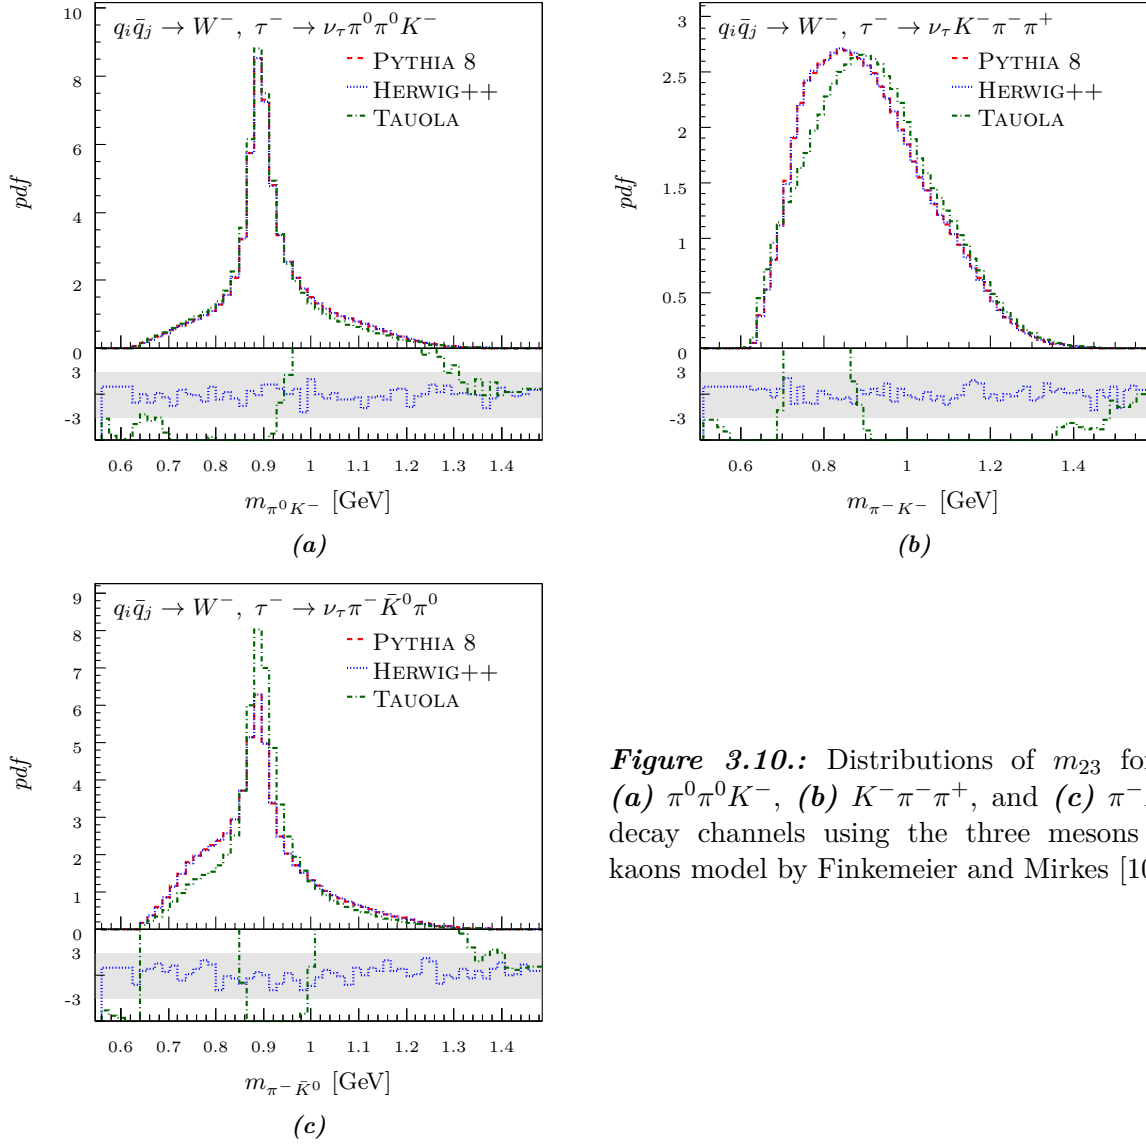 q_i q̄_j → W⁻, τ⁻ → ν_τ π⁰π⁰K⁻
PYTHIA 8
HERWIG++
TAUOLA
pdf
10
8
6
4
2
0
3
-3
0.6 0.7 0.8 0.9 1 1.1 1.2 1.3 1.4
m_{π⁰K⁻} [GeV]
(a)
q_i q̄_j → W⁻, τ⁻ → ν_τ K⁻π⁻π⁺
PYTHIA 8
HERWIG++
TAUOLA
pdf
3
2.5
2
1.5
1
0.5
0
3
-3
0.6 0.8 1 1.2 1.4
m_{π⁻K⁻} [GeV]
(b)
q_i q̄_j → W⁻, τ⁻ → ν_τ π⁻K̄⁰π⁰
PYTHIA 8
HERWIG++
TAUOLA
pdf
9
8
7
6
5
4
3
2
1
0
3
-3
0.6 0.7 0.8 0.9 1 1.1 1.2 1.3 1.4
m_{π⁻K̄⁰} [GeV]
(c)
Figure 3.10.: Distributions of m₂₃ for
(a) π⁰π⁰K⁻, (b) K⁻π⁻π⁺, and (c) π⁻
decay channels using the three mesons
kaons model by Finkemeier and Mirkes [10